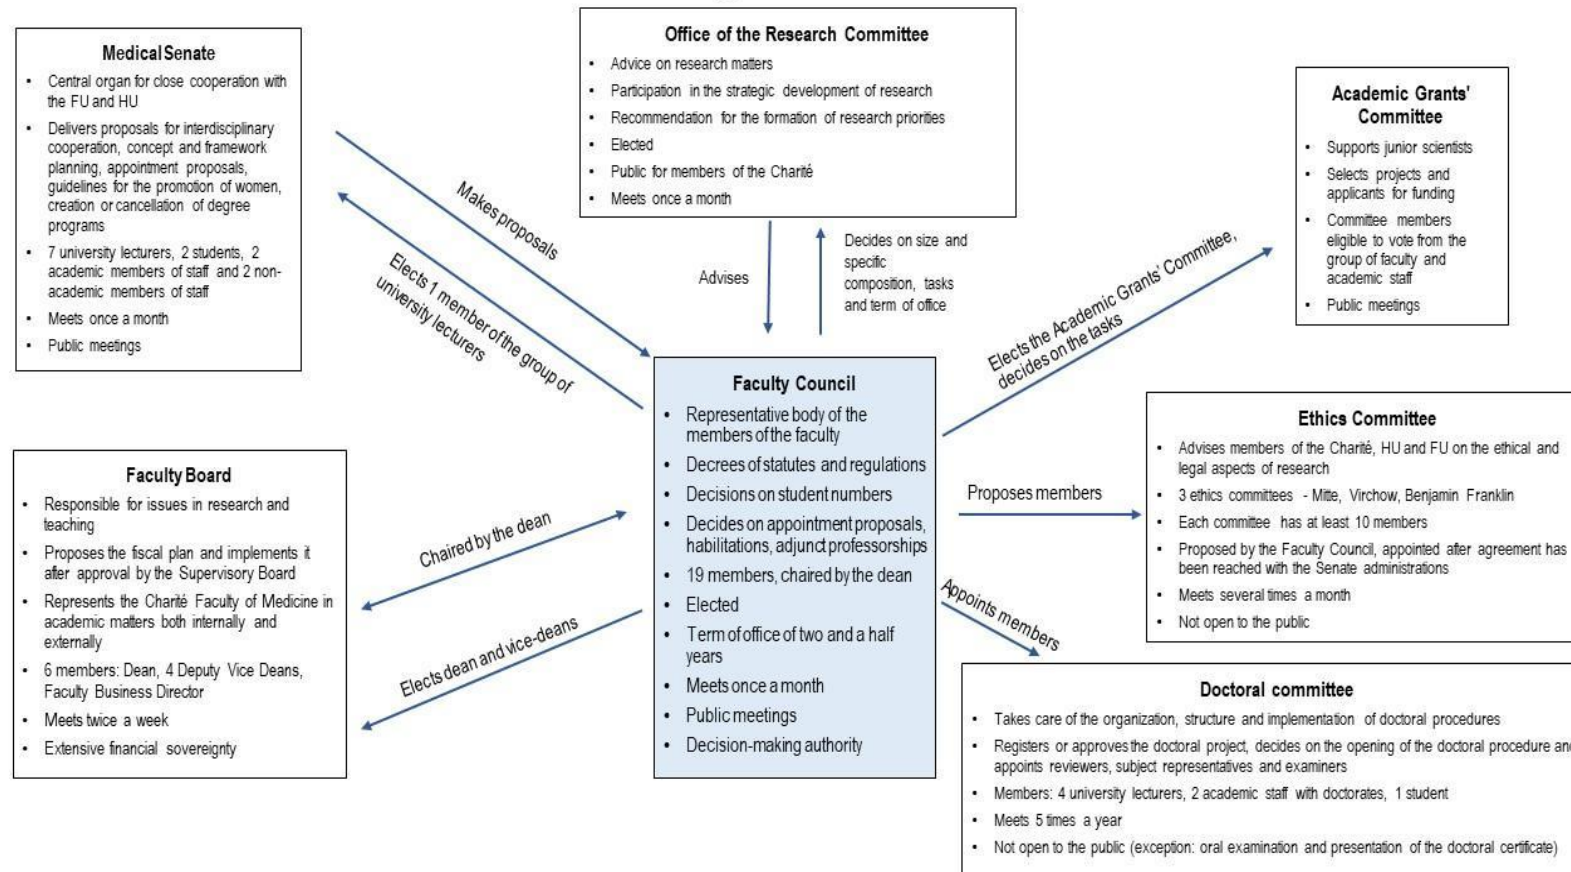 Medical Senate
• Central organ for close cooperation with
the FU and HU
• Delivers proposals for interdisciplinary
cooperation, concept and framework
planning, appointment proposals,
guidelines for the promotion of women,
creation or cancellation of degree
programs
• 7 university lecturers, 2 students, 2
academic members of staff and 2 non-
academic members of staff
• Meets once a month
• Public meetings
Office of the Research Committee
• Advice on research matters
• Participation in the strategic development of research
• Recommendation for the formation of research priorities
• Elected
• Public for members of the Charité
• Meets once a month
Academic Grants'
Committee
• Supports junior scientists
• Selects projects and
applicants for funding
• Committee members
eligible to vote from the
group of faculty and
academic staff
• Public meetings
Makes proposals
Elects 1 member of the group of
university lecturers
Advises
Decides on size and
specific
composition, tasks
and term of office
Elects the Academic Grants' Committee,
decides on the tasks
Faculty Council
• Representative body of the
members of the faculty
• Decrees of statutes and regulations
• Decisions on student numbers
• Decides on appointment proposals,
habilitations, adjunct professorships
• 19 members, chaired by the dean
• Elected
• Term of office of two and a half
years
• Meets once a month
• Public meetings
• Decision-making authority
Faculty Board
• Responsible for issues in research and
teaching
• Proposes the fiscal plan and implements it
after approval by the Supervisory Board
• Represents the Charité Faculty of Medicine in
academic matters both internally and
externally
• 6 members: Dean, 4 Deputy Vice Deans,
Faculty Business Director
• Meets twice a week
• Extensive financial sovereignty
Chaired by the dean
Elects dean and vice-deans
Proposes members
Appoints members
Ethics Committee
• Advises members of the Charité, HU and FU on the ethical and
legal aspects of research
• 3 ethics committees - Mitte, Virchow, Benjamin Franklin
• Each committee has at least 10 members
• Proposed by the Faculty Council, appointed after agreement has
been reached with the Senate administrations
• Meets several times a month
• Not open to the public
Doctoral committee
• Takes care of the organization, structure and implementation of doctoral procedures
• Registers or approves the doctoral project, decides on the opening of the doctoral procedure and
appoints reviewers, subject representatives and examiners
• Members: 4 university lecturers, 2 academic staff with doctorates, 1 student
• Meets 5 times a year
• Not open to the public (exception: oral examination and presentation of the doctoral certificate)